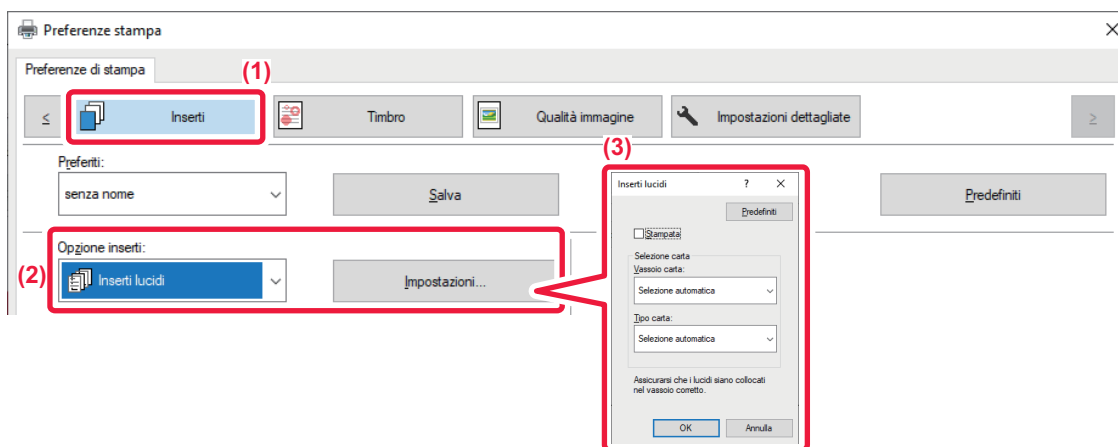 Preferenze stampa
Preferenze di stampa
(1)
< Inserti Timbro Qualità immagine Impostazioni dettagliate >
(3)
Preferiti:
senza nome Salva Predefiniti
Opzione inserti:
(2) Inserti lucidi Impostazioni...
Inserti lucidi ?
Predefiniti
Stampata
Selezione carta
Vassoio carta:
Selezione automatica
Tipo carta:
Selezione automatica
Assicurarsi che i lucidi siano collocati
nel vassoio corretto.
OK Annulla